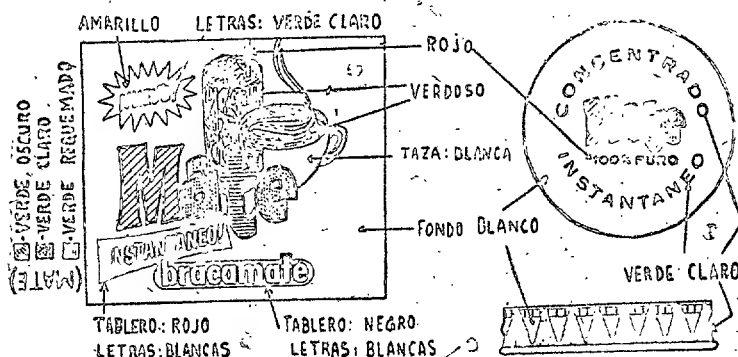 AMARILLO
LETRAS: VERDE CLARO
ROJO
VERDOSO
TAZA: BLANCA
FONDO BLANCO
VERDE CLARO
Mate
INSTANTANEO!
bracamate
TABLERO: ROJO
LETRAS: BLANCAS
TABLERO: NEGRO
LETRAS: BLANCAS
(MATE)
-VERDE OSCURO
-VERDE CLARO
-VERDE REQUEMADO
CONCENTRADO
100% PURO
INSTANTANEO